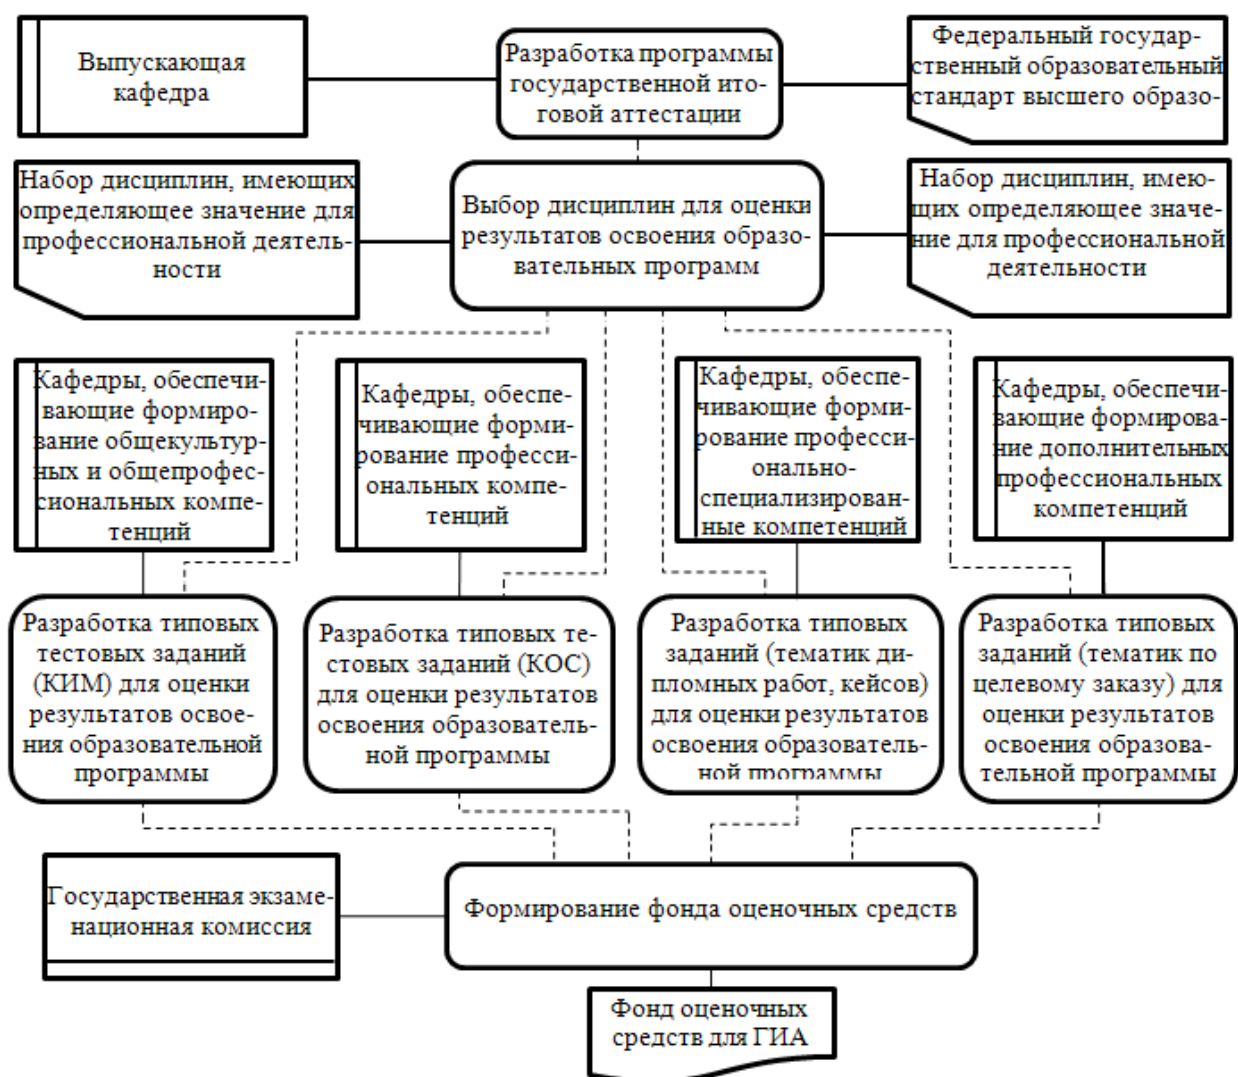 Выпускающая
кафедра
Разработка программы
государственной ито-
говой аттестации
Федеральный государ-
ственный образовательный
стандарт высшего образо-
Набор дисциплин, имеющих
определяющее значение для
профессиональной деятель-
ности
Выбор дисциплин для оценки
результатов освоения образо-
вательных программ
Набор дисциплин, имею-
щих определяющее значе-
ние для профессиональной
деятельности
Кафедры, обеспечи-
вающие формиро-
вание общекультур-
ных и общепрофес-
сиональных компе-
тенций
Кафедры, обеспе-
чивающие форми-
рование професси-
ональных компе-
тенций
Кафедры, обеспе-
чивающие форми-
рование професси-
онально-
специализирован-
ные компетенций
Кафедры, обеспечи-
вающие формирова-
ние дополнительных
профессиональных
компетенций
Разработка типовых
тестовых заданий
(КИМ) для оценки
результатов освое-
ния образовательной
программы
Разработка типовых те-
стовых заданий (КОС)
для оценки результатов
освоения образователь-
ной программы
Разработка типовых
заданий (тематик ди-
пломных работ, кейсов)
для оценки результатов
освоения образователь-
ной программы
Разработка типовых
заданий (тематик по
целевому заказу) для
оценки результатов
освоения образова-
тельной программы
Государственная экзаме-
национная комиссия
Формирование фонда оценочных средств
Фонд оценочных
средств для ГИА